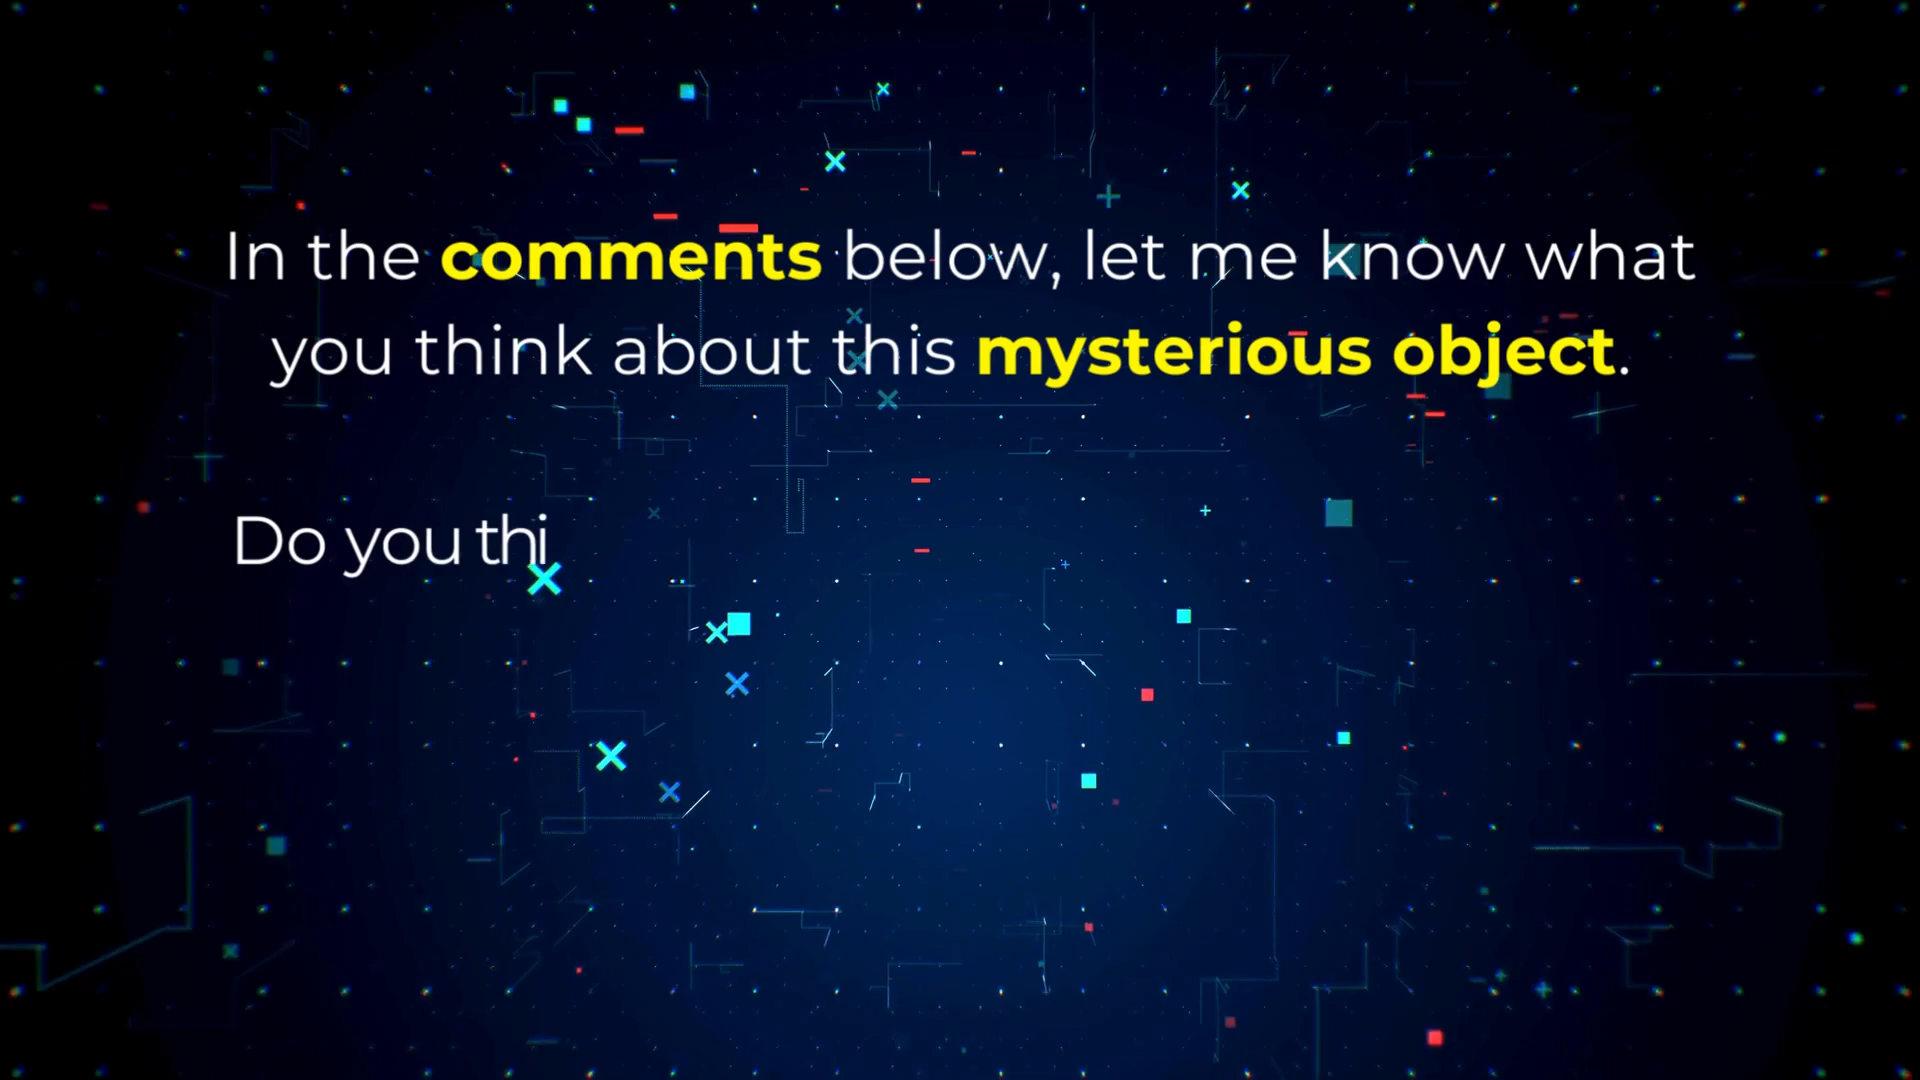 In the comments below, let me know what
you think about this mysterious object.
Do you thi